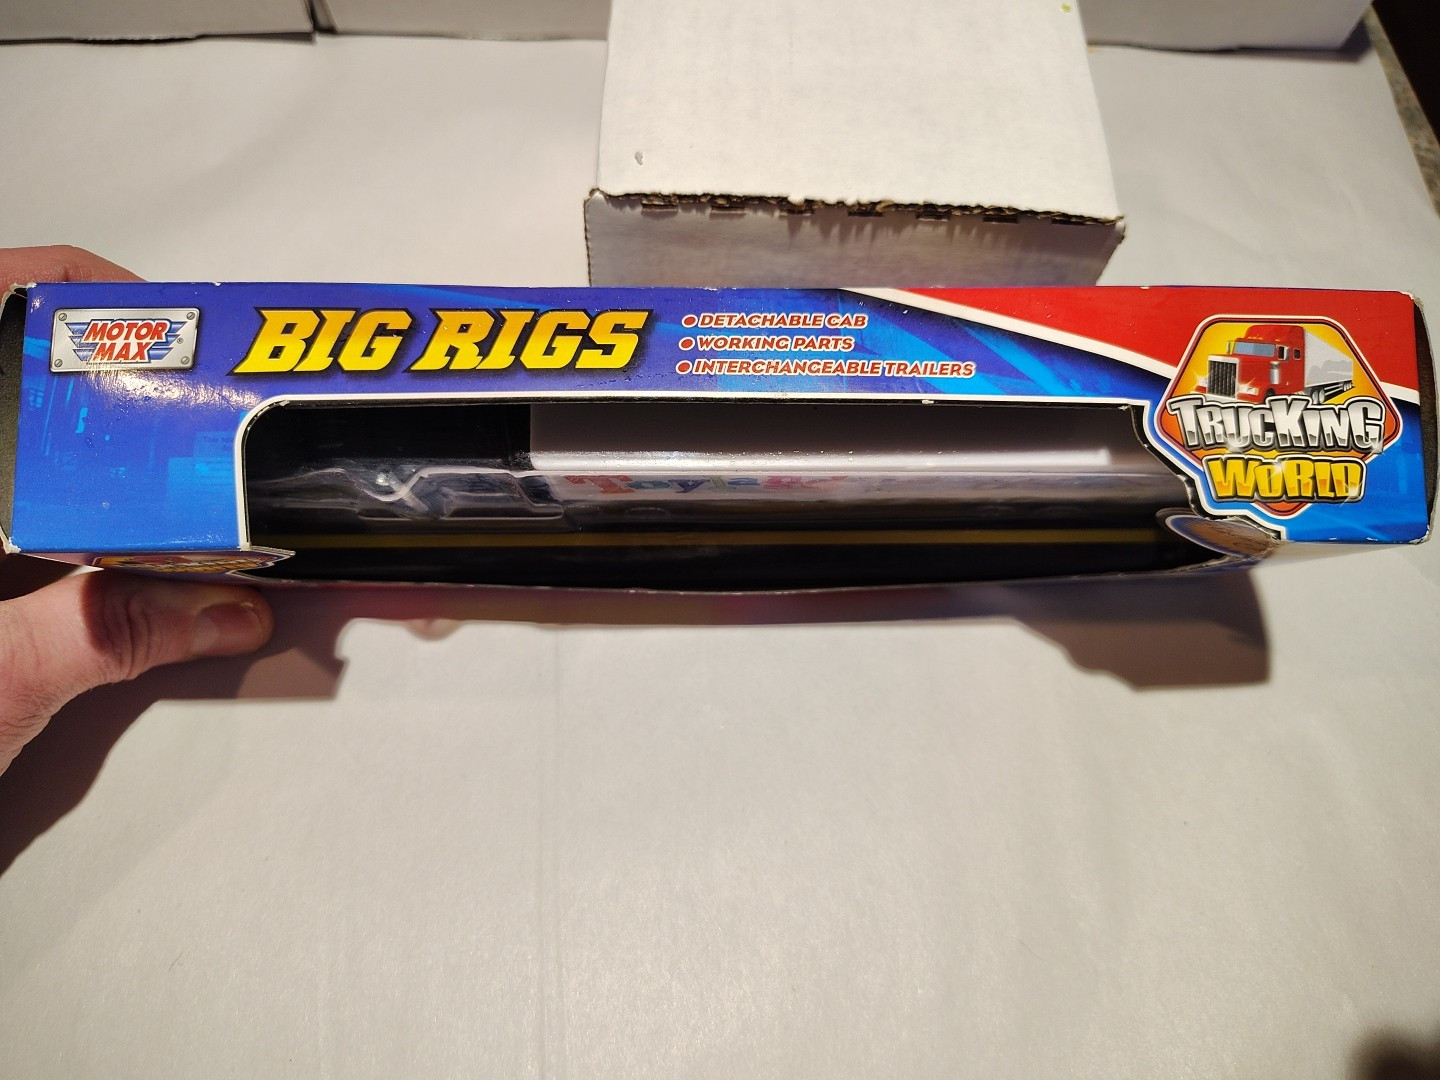 MOTOR
MAX
®
BIG RIGS
• DETACHABLE CAB
• WORKING PARTS
• INTERCHANGEABLE TRAILERS
TRUCKING
WORLD